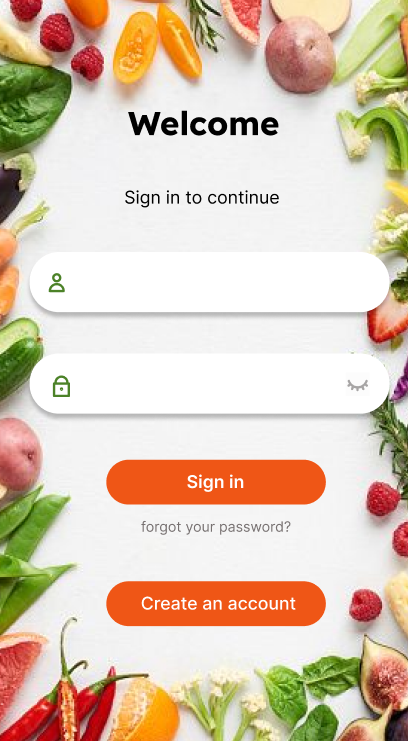 Welcome
Sign in to continue
Sign in
forgot your password?
Create an account